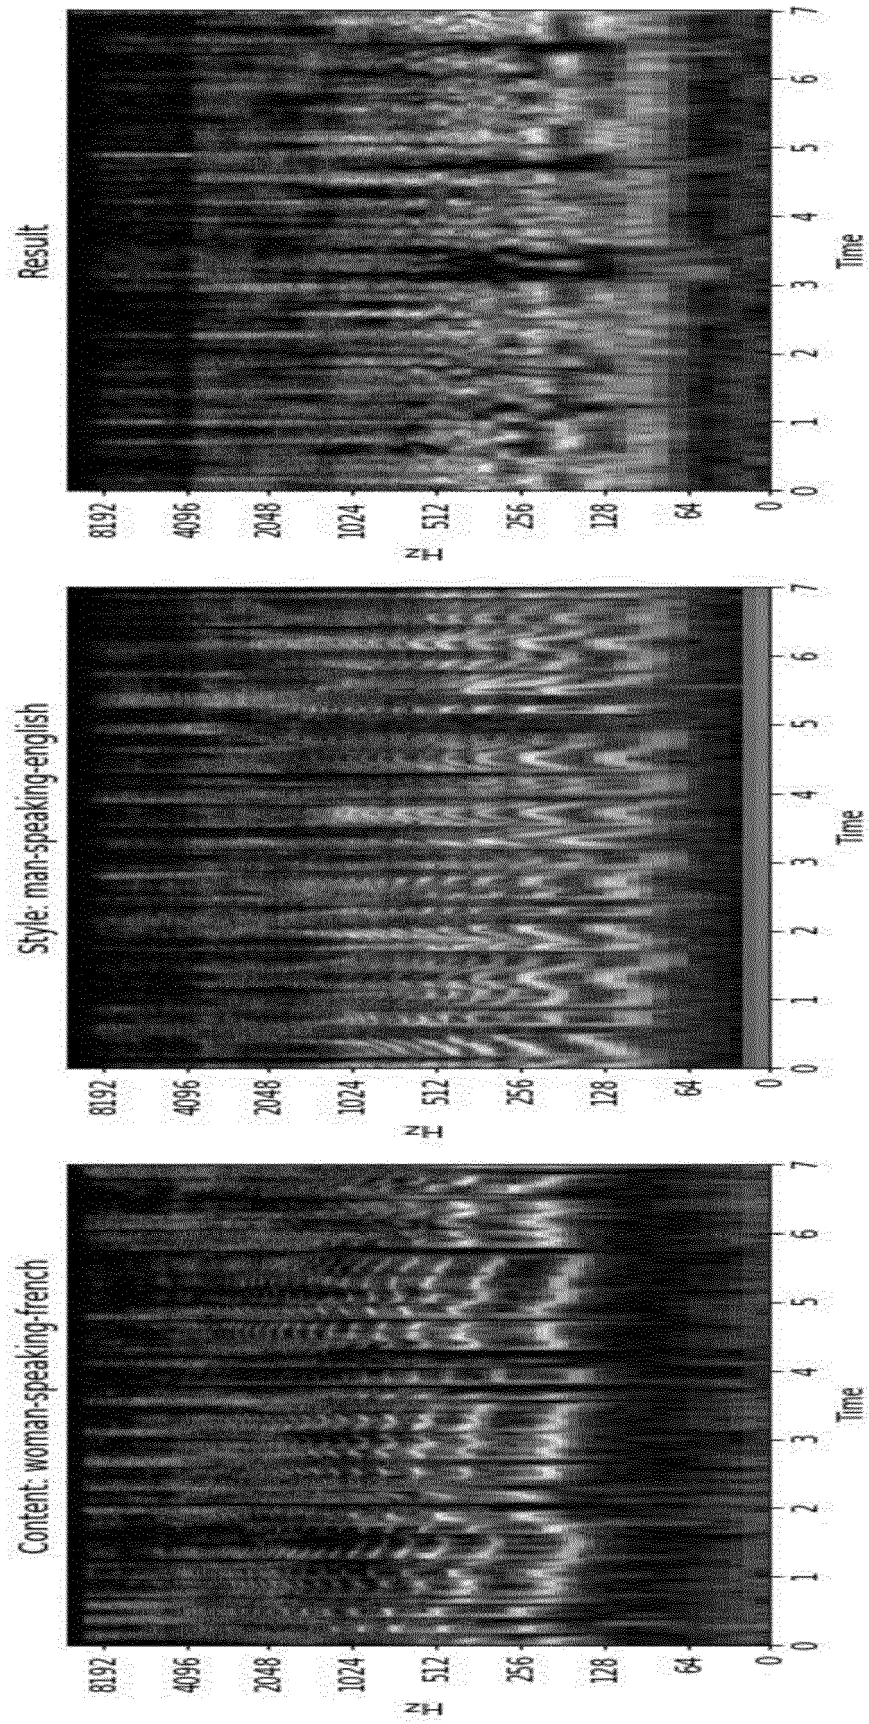 Content: woman-speaking-french
8192
4096
2048
1024
512
256
128
64
0
Hz
0 1 2 3 4 5 6 7
Time
Style: man-speaking-english
8192
4096
2048
1024
512
256
128
64
0
Hz
0 1 2 3 4 5 6 7
Time
Result
8192
4096
2048
1024
512
256
128
64
0
Hz
0 1 2 3 4 5 6 7
Time